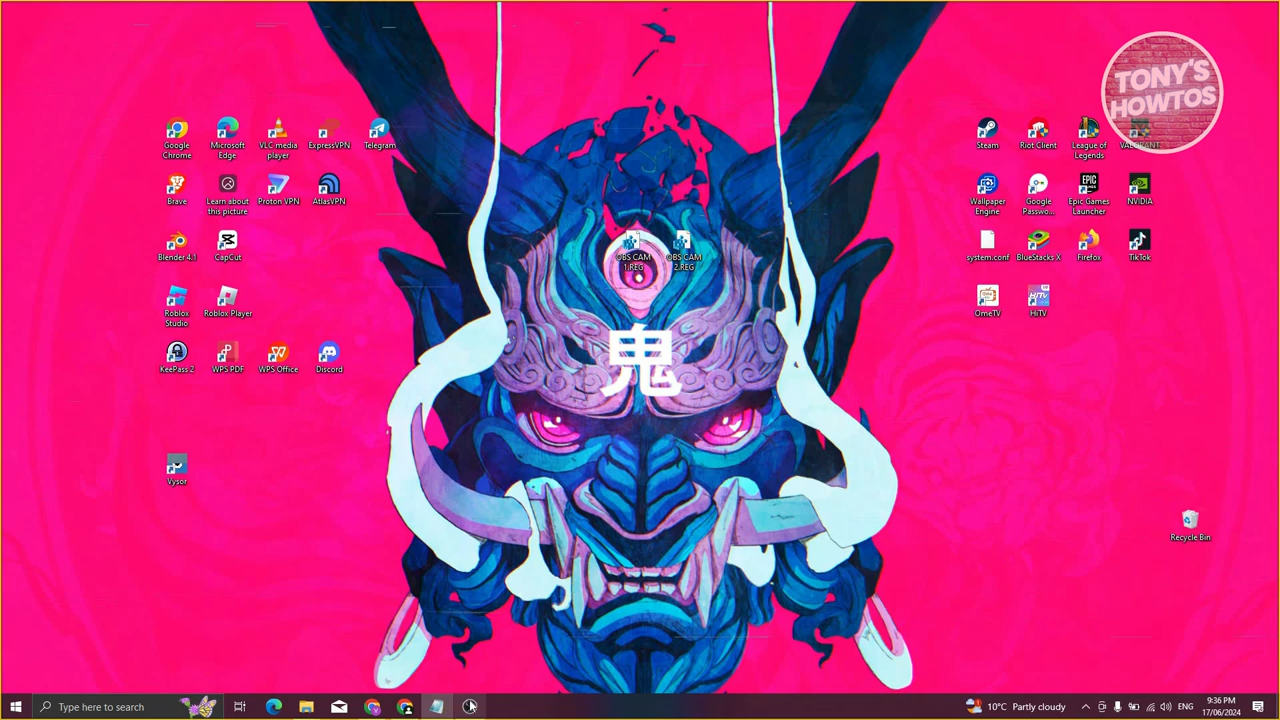 TONY'S
HOWTOS
Google
Chrome
Microsoft
Edge
VLC media
player
ExpressVPN
Telegram
Steam
Riot Client
League of
Legends
VALORANT
Brave
Learn about
this picture
Proton VPN
AtlasVPN
Wallpaper
Engine
Google
Passwo...
EPIC
GAMES
Epic Games
Launcher
NVIDIA
Blender 4.1
CapCut
OBS CAM
1.REG
OBS CAM
2.REG
system.conf
BlueStacks X
Firefox
TikTok
Roblox
Studio
Roblox Player
OmeTV
HiTV
HiTV
鬼
KeePass 2
WPS PDF
WPS Office
Discord
Vysor
Recycle Bin
Type here to search
10°C Partly cloudy
ENG
9:36 PM
17/06/2024